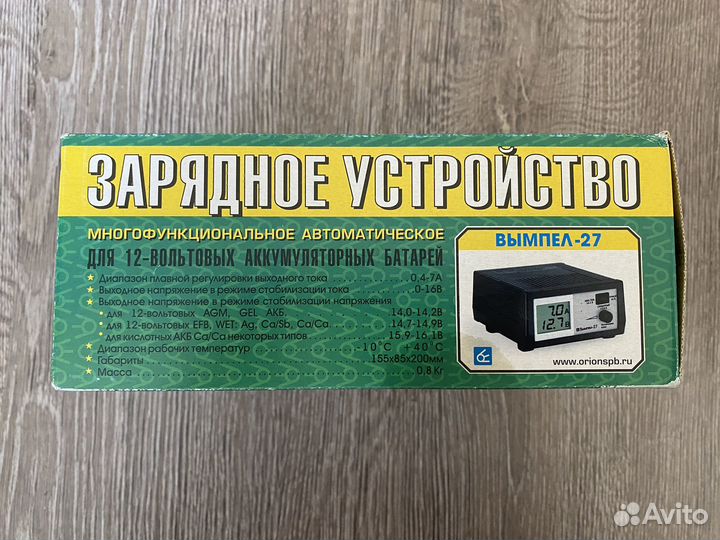 ЗАРЯДНОЕ УСТРОЙСТВО
МНОГОФУНКЦИОНАЛЬНОЕ АВТОМАТИЧЕСКОЕ
ДЛЯ 12-ВОЛЬТОВЫХ АККУМУЛЯТОРНЫХ БАТАРЕЙ
★ Диапазон плавной регулировки выходного тока ........ 0,4-7А
★ Выходное напряжение в режиме стабилизации тока ........ 0-16В
★ Выходное напряжение в режиме стабилизации напряжения
• для 12-вольтовых AGM, GEL АКБ ........ 14,0-14,2В
• для 12-вольтовых EFB, WET: Ag, Ca/Sb, Ca/Ca ........ 14,7-14,9В
• для кислотных АКБ Ca/Ca некоторых типов ........ 15,9-16,1В
★ Диапазон рабочих температур ........ -10°C +40°C
★ Габариты ........ 155х85х200мм
★ Масса ........ 0,8 Кг
ВЫМПЕЛ-27
7.0 А
12.7 В
Вымпел-27
www.orionspb.ru
Avito